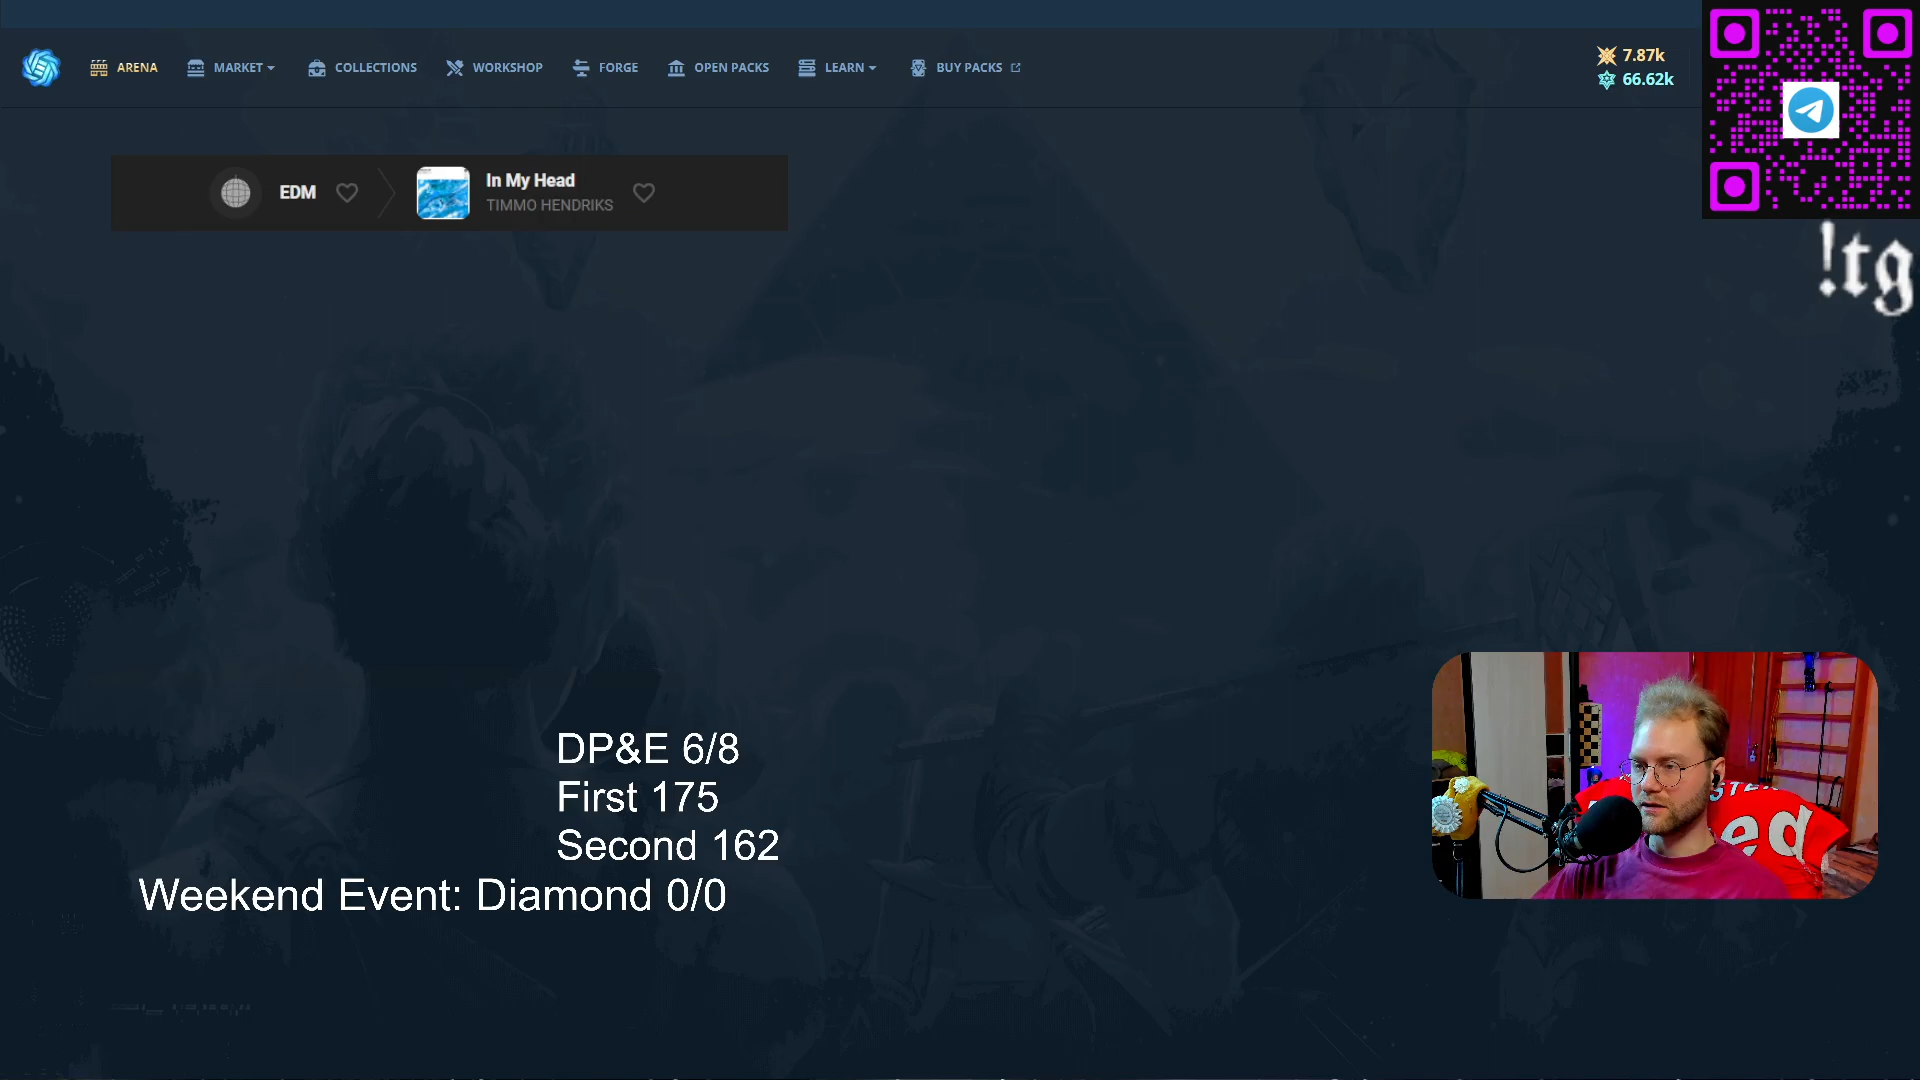 ARENA
MARKET
COLLECTIONS
WORKSHOP
FORGE
OPEN PACKS
LEARN
BUY PACKS
7.87k
66.62k
!tg
EDM
In My Head
TIMMO HENDRIKS
DP&E 6/8
First 175
Second 162
Weekend Event: Diamond 0/0
ed